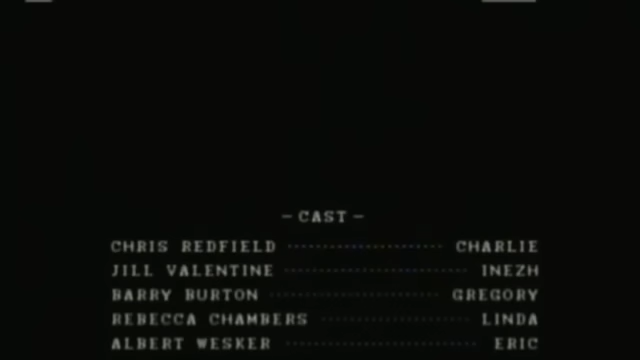 -CAST-
CHRIS REDFIELD CHARLIE
JILL VALENTINE INEZH
BARRY BURTON GREGORY
REBECCA CHAMBERS LINDA
ALBERT WESKER ERIC